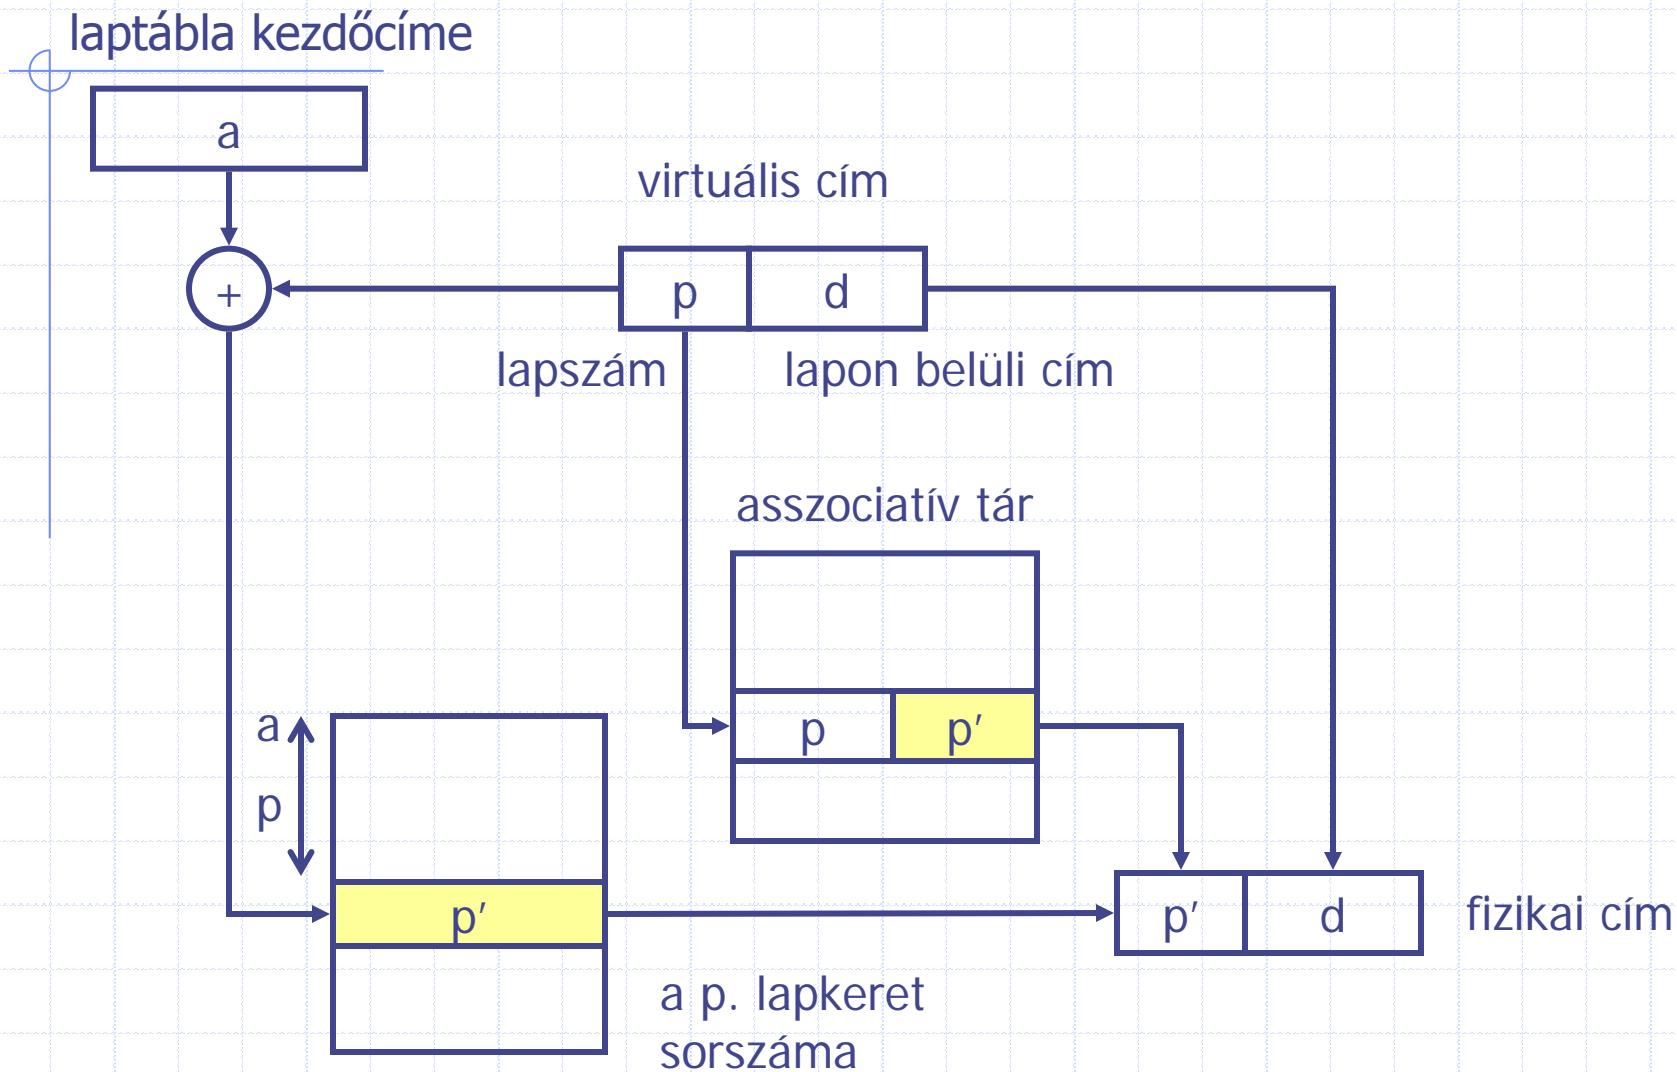 laptábla kezdőcíme
a
virtuális cím
+
p
d
lapszám
lapon belüli cím
asszociatív tár
p
p′
a
p
p′
p′
d
fizikai cím
a p. lapkeret
sorszáma